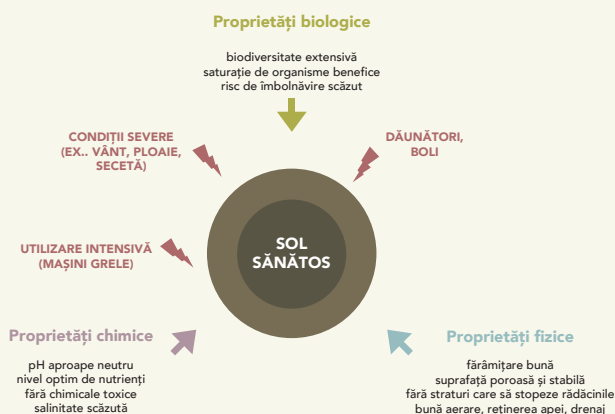 Proprietăți biologice
biodiversitate extensivă
saturație de organisme benefice
risc de îmbolnăvire scăzut
CONDIȚII SEVERE
(EX.. VÂNT, PLOAIE,
SECETĂ)
DĂUNĂTORI,
BOLI
UTILIZARE INTENSIVĂ
(MAȘINI GRELE)
SOL
SĂNĂTOS
Proprietăți chimice
pH aproape neutru
nivel optim de nutrienți
fără chimicale toxice
salinitate scăzută
Proprietăți fizice
fărâmițare bună
suprafață poroasă și stabilă
fără straturi care să stopeze rădăcinile
bună aerare, reținerea apei, drenaj